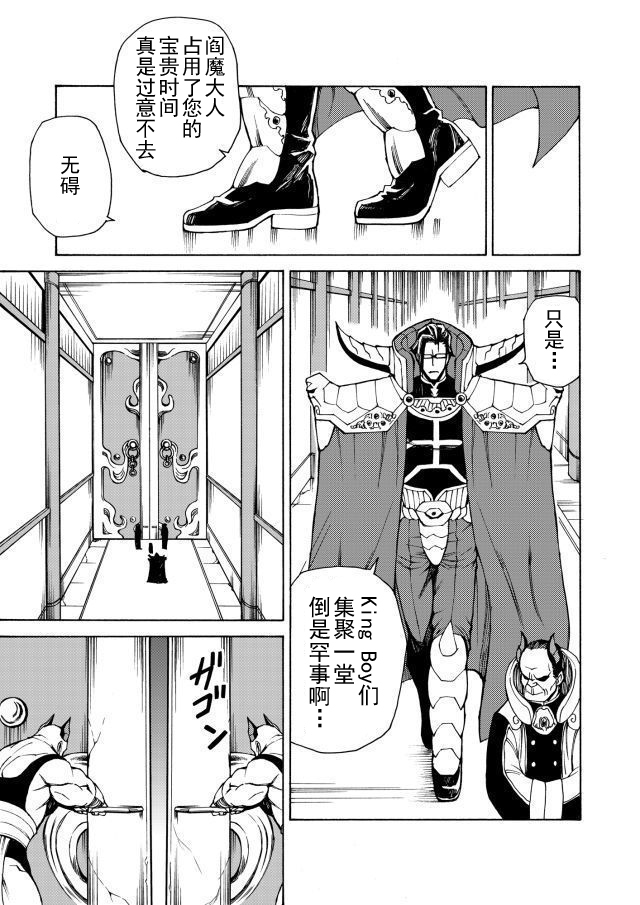 阎魔大人
占用了您的
宝贵时间
真是过意不去
无碍
只是…
King Boy们
集聚一堂
倒是罕事啊…
ザゴン